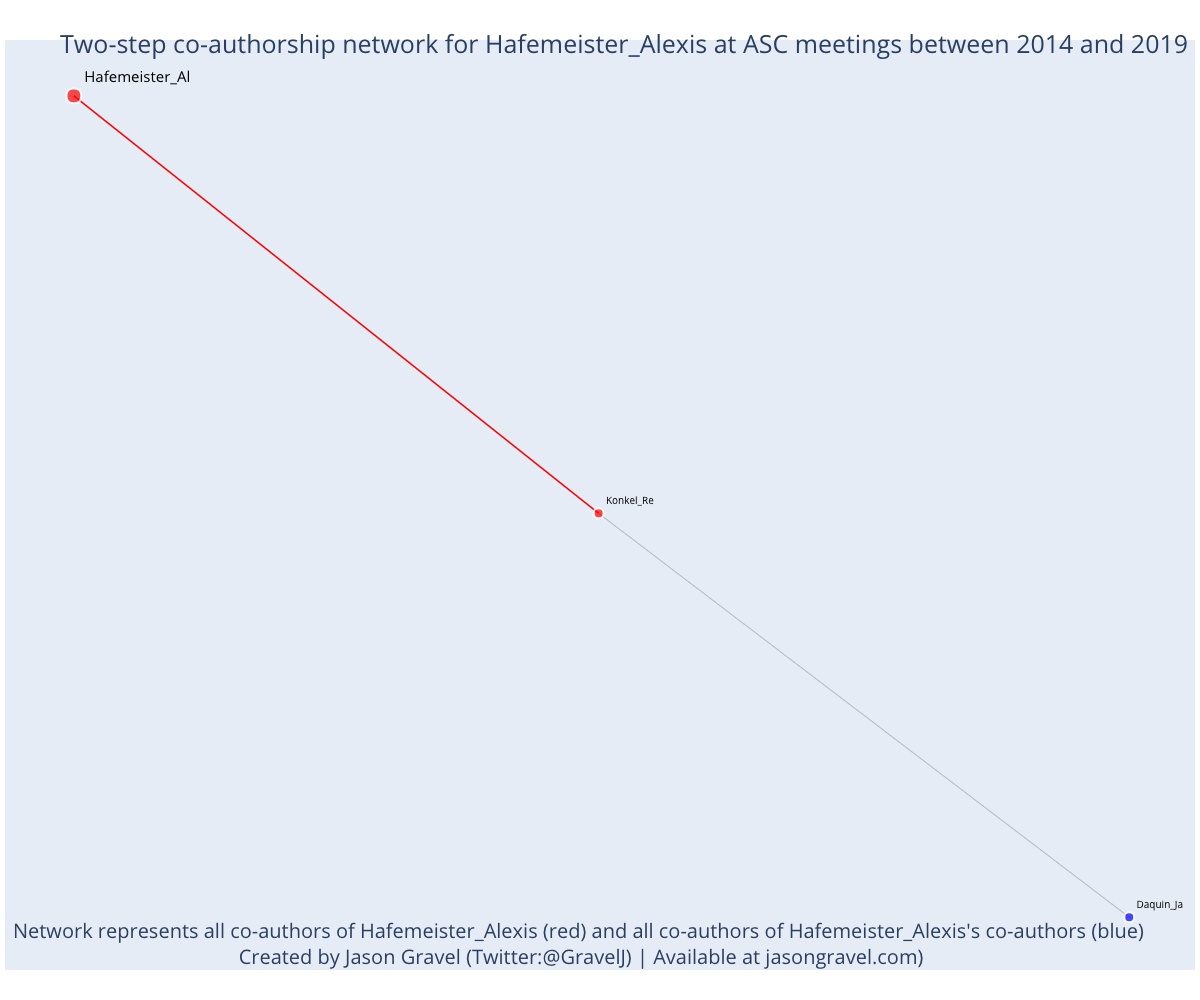 Two-step co-authorship network for Hafemeister_Alexis at ASC meetings between 2014 and 2019
Hafemeister_Al
Konkel_Re
Daquin_Ja
Network represents all co-authors of Hafemeister_Alexis (red) and all co-authors of Hafemeister_Alexis's co-authors (blue)
Created by Jason Gravel (Twitter:@GravelJ) | Available at jasongravel.com)